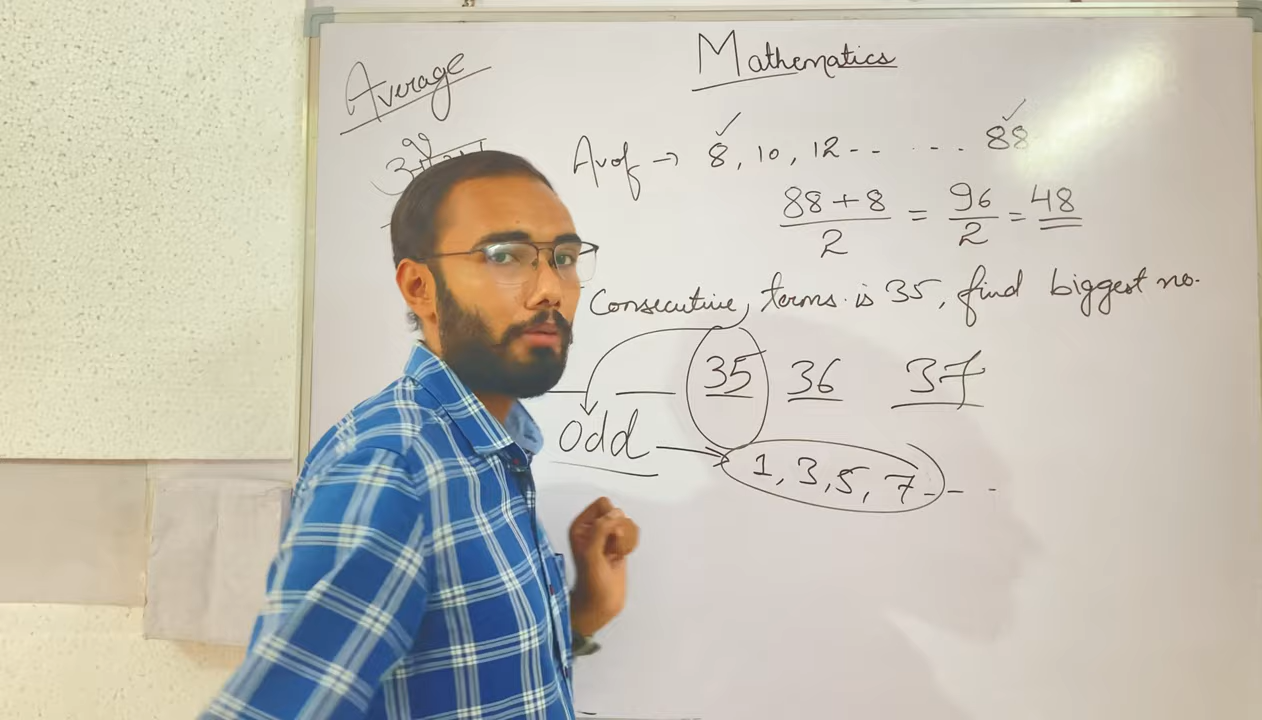 Mathematics
Average
Av of → 8, 10, 12 - - - - - - 88
88 + 8 / 2 = 96 / 2 = 48
Consecutive terms is 35, find biggest no.
35 36 37
odd → 1, 3, 5, 7 - - -